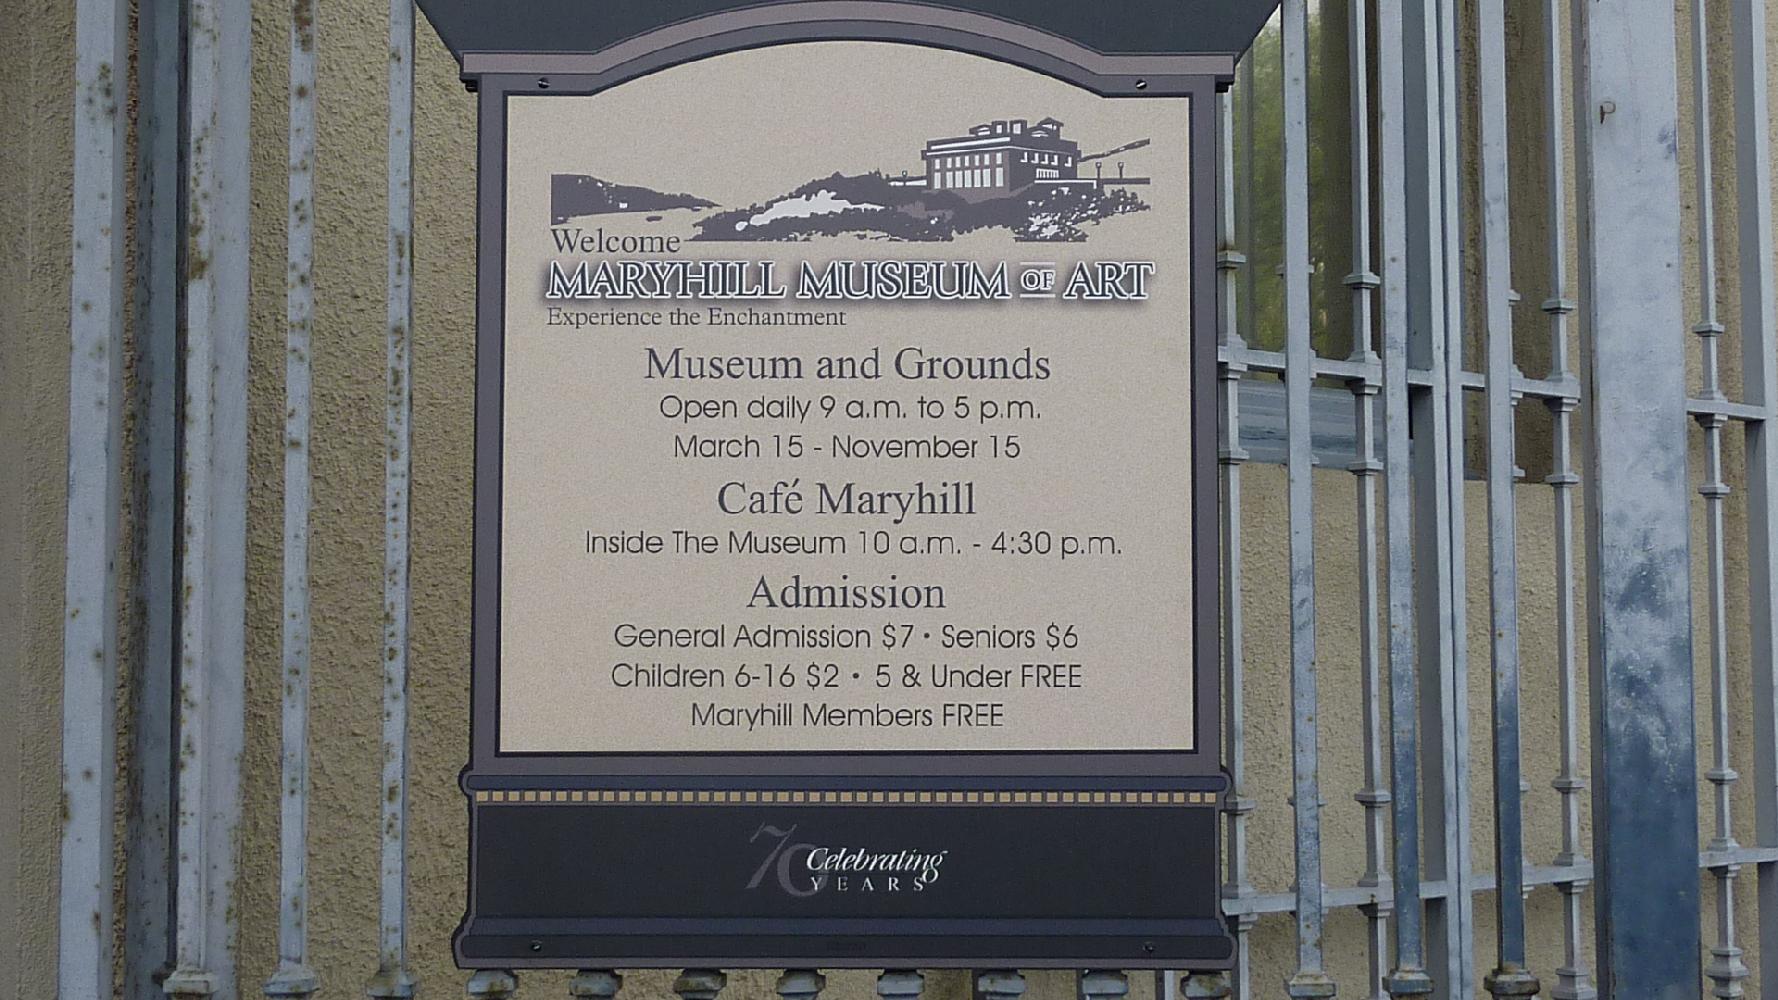 Welcome
MARYHILL MUSEUM OF ART
Experience the Enchantment
Museum and Grounds
Open daily 9 a.m. to 5 p.m.
March 15 - November 15
Café Maryhill
Inside The Museum 10 a.m. - 4:30 p.m.
Admission
General Admission $7 • Seniors $6
Children 6-16 $2 • 5 & Under FREE
Maryhill Members FREE
70 Celebrating
YEARS